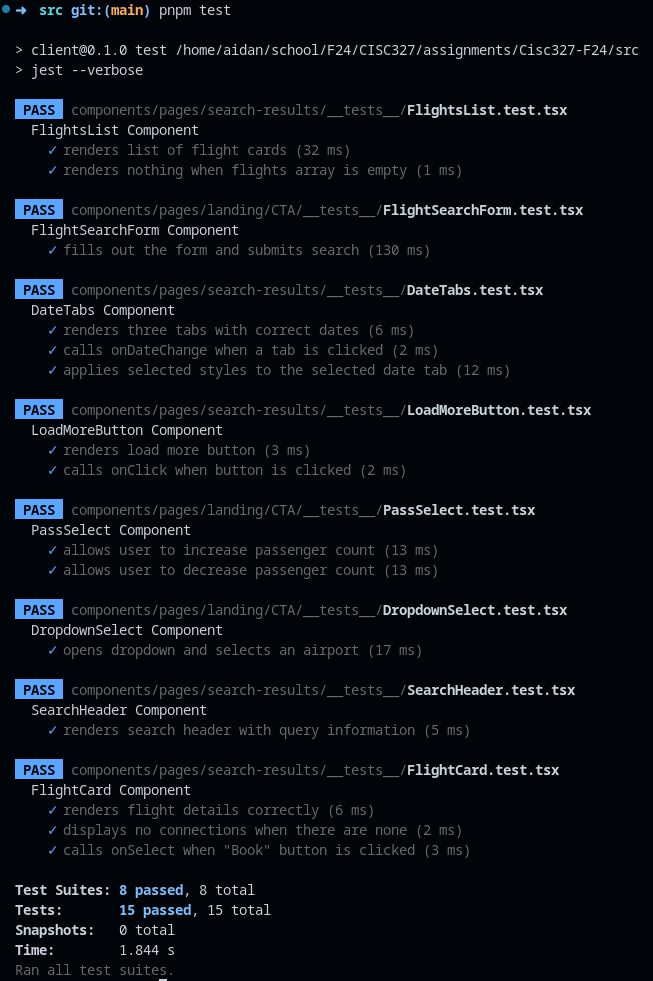 ➜ src git:(main) pnpm test
> client@0.1.0 test /home/aidan/school/F24/CISC327/assignments/Cisc327-F24/src
> jest --verbose
PASS components/pages/search-results/__tests__/FlightsList.test.tsx
FlightsList Component
✓ renders list of flight cards (32 ms)
✓ renders nothing when flights array is empty (1 ms)
PASS components/pages/landing/CTA/__tests__/FlightSearchForm.test.tsx
FlightSearchForm Component
✓ fills out the form and submits search (130 ms)
PASS components/pages/search-results/__tests__/DateTabs.test.tsx
DateTabs Component
✓ renders three tabs with correct dates (6 ms)
✓ calls onDateChange when a tab is clicked (2 ms)
✓ applies selected styles to the selected date tab (12 ms)
PASS components/pages/search-results/__tests__/LoadMoreButton.test.tsx
LoadMoreButton Component
✓ renders load more button (3 ms)
✓ calls onClick when button is clicked (2 ms)
PASS components/pages/landing/CTA/__tests__/PassSelect.test.tsx
PassSelect Component
✓ allows user to increase passenger count (13 ms)
✓ allows user to decrease passenger count (13 ms)
PASS components/pages/landing/CTA/__tests__/DropdownSelect.test.tsx
DropdownSelect Component
✓ opens dropdown and selects an airport (17 ms)
PASS components/pages/search-results/__tests__/SearchHeader.test.tsx
SearchHeader Component
✓ renders search header with query information (5 ms)
PASS components/pages/search-results/__tests__/FlightCard.test.tsx
FlightCard Component
✓ renders flight details correctly (6 ms)
✓ displays no connections when there are none (2 ms)
✓ calls onSelect when "Book" button is clicked (3 ms)
Test Suites: 8 passed, 8 total
Tests: 15 passed, 15 total
Snapshots: 0 total
Time: 1.844 s
Ran all test suites.